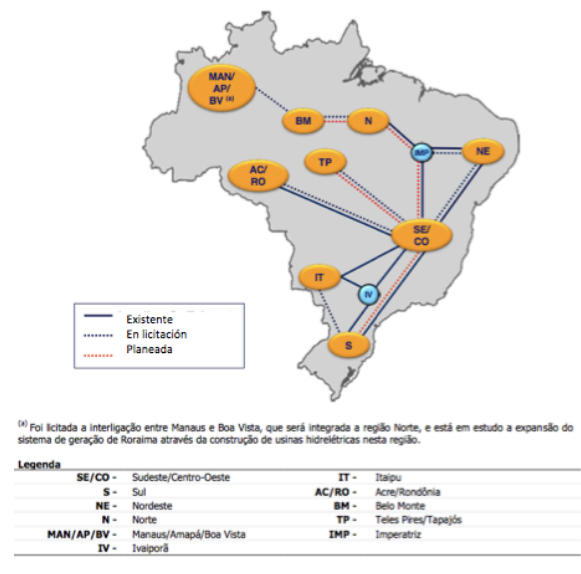 MAN/
AP/
BV (a)
BM
N
IMP
NE
TP
AC/
RO
SE/
CO
IT
IV
S
Existente
En licitación
Planeada
(a) Foi licitada a interligação entre Manaus e Boa Vista, que será integrada a região Norte, e está em estudo a expansão do
sistema de geração de Roraima através da construção de usinas hidrelétricas nesta região.
Legenda
SE/CO - Sudeste/Centro-Oeste IT - Itaipu
S - Sul AC/RO - Acre/Rondônia
NE - Nordeste BM - Belo Monte
N - Norte TP - Teles Pires/Tapajós
MAN/AP/BV - Manaus/Amapá/Boa Vista IMP - Imperatriz
IV - Ivaiporã